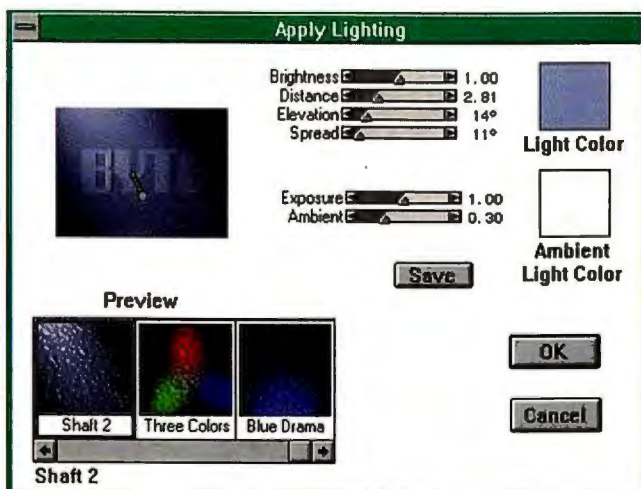 Apply Lighting
Brightness 1.00
Distance 2.81
Elevation 14°
Spread 11°
Light Color
Exposure 1.00
Ambient 0.30
Ambient
Light Color
Save
Preview
BYTE
Shaft 2
Three Colors
Blue Drama
OK
Cancel
Shaft 2